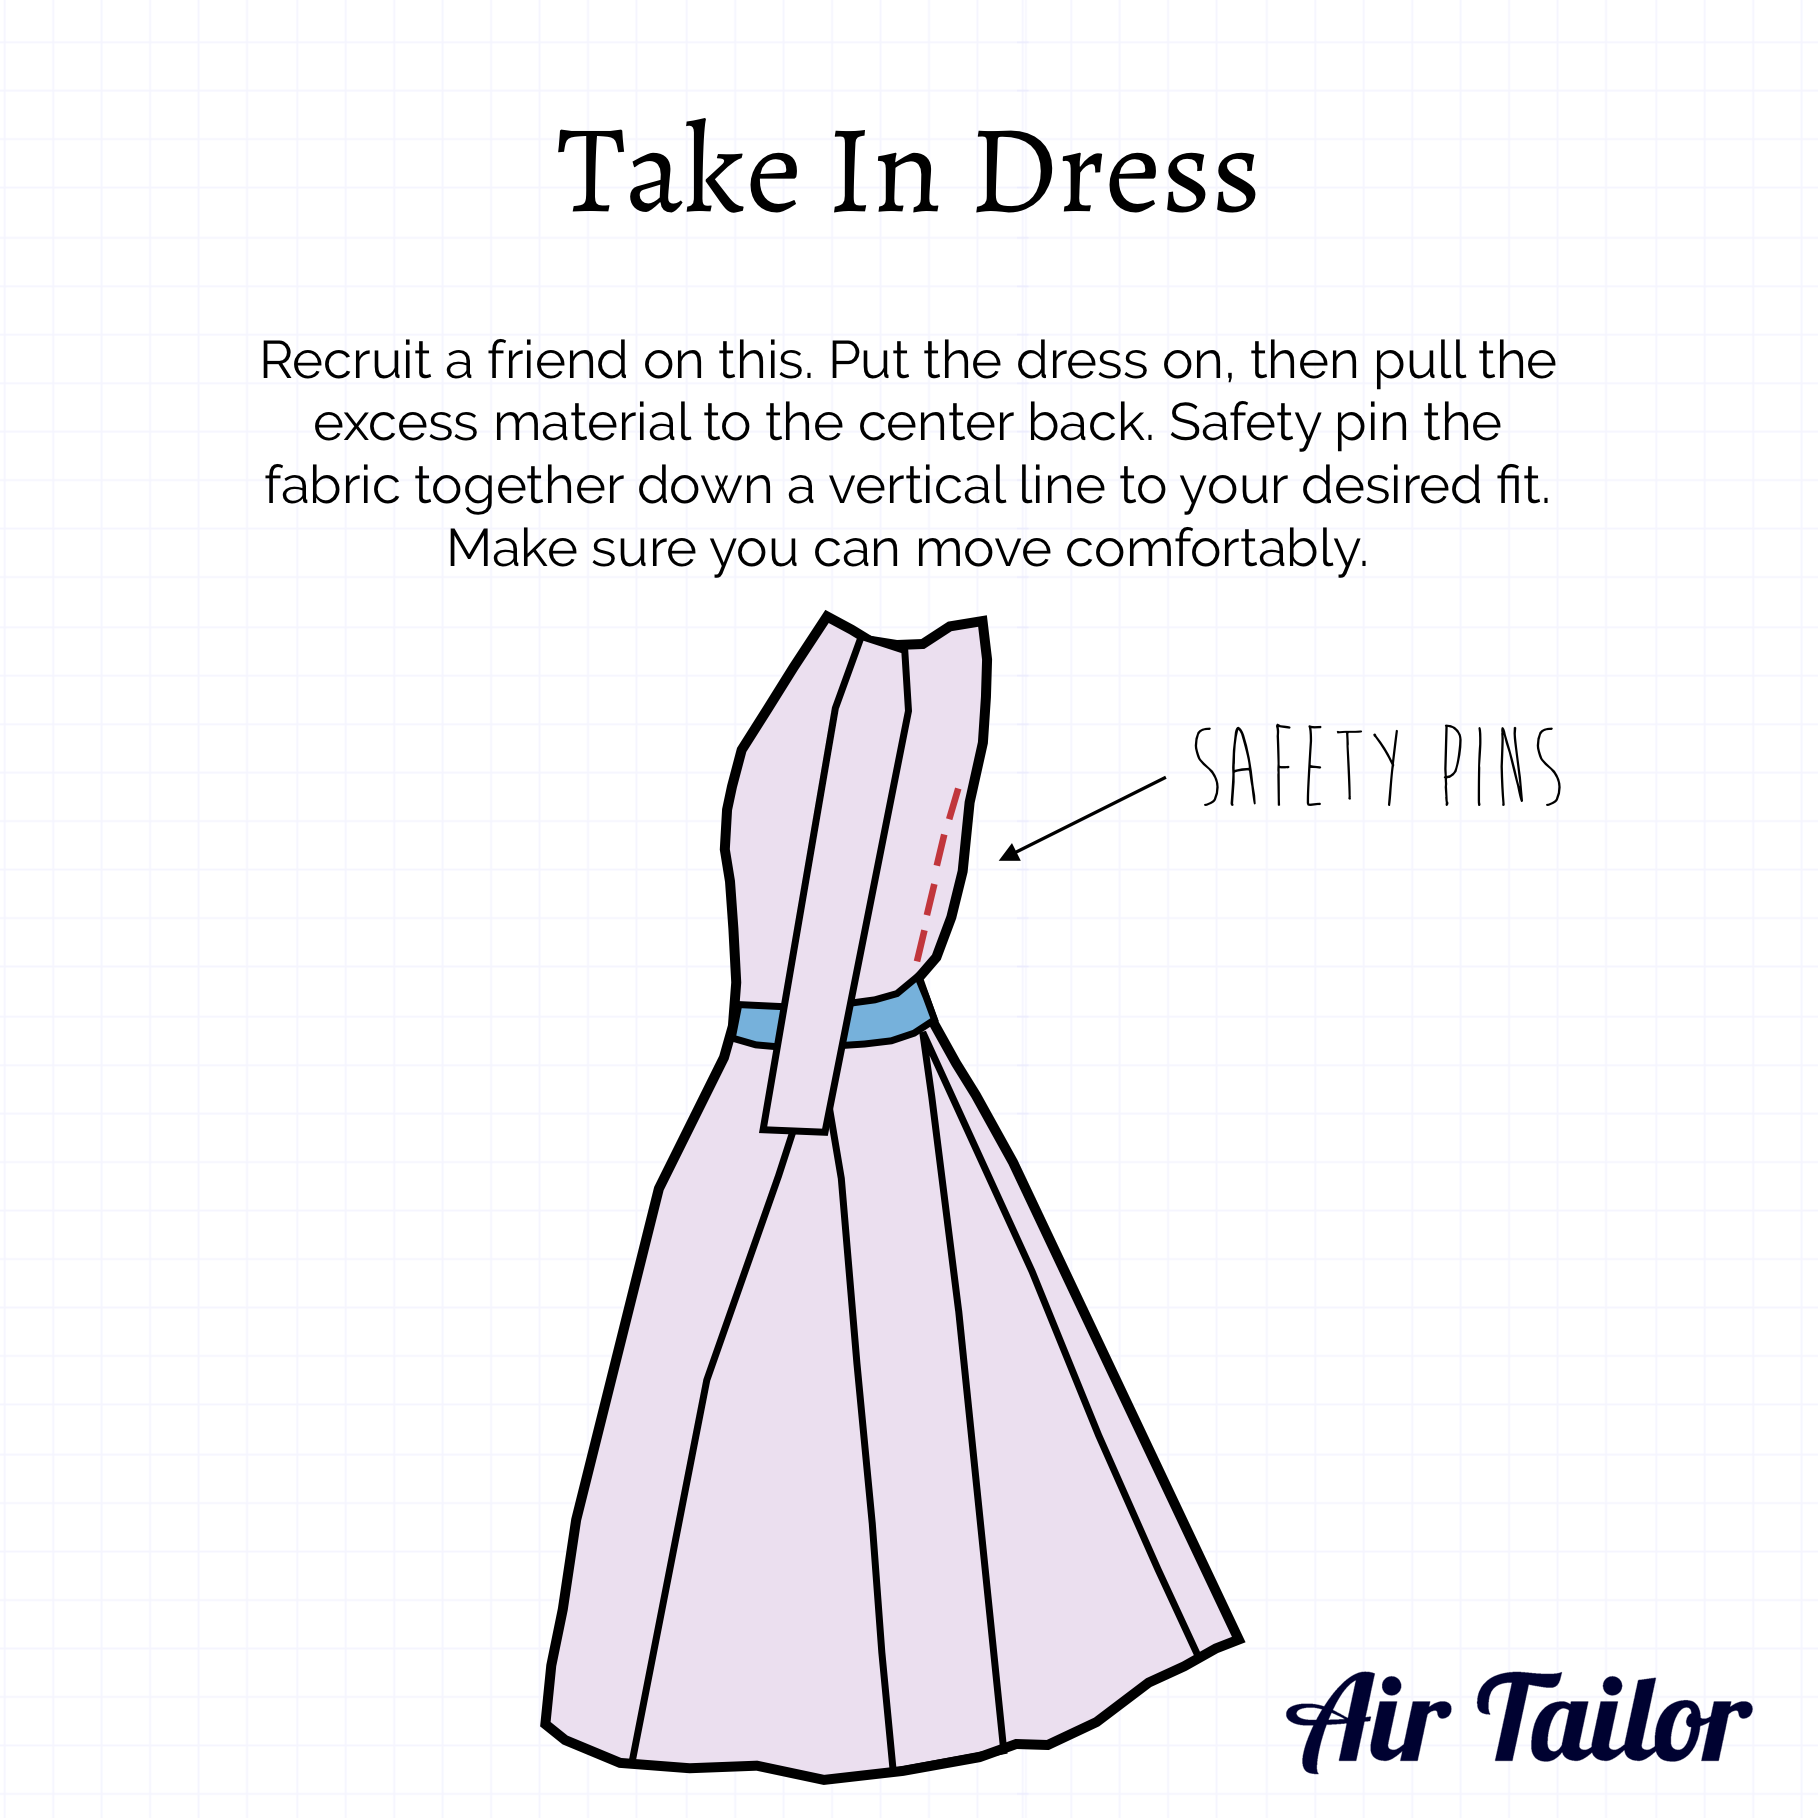 Take In Dress
Recruit a friend on this. Put the dress on, then pull the
excess material to the center back. Safety pin the
fabric together down a vertical line to your desired fit.
Make sure you can move comfortably.
SAFETY PINS
Air Tailor